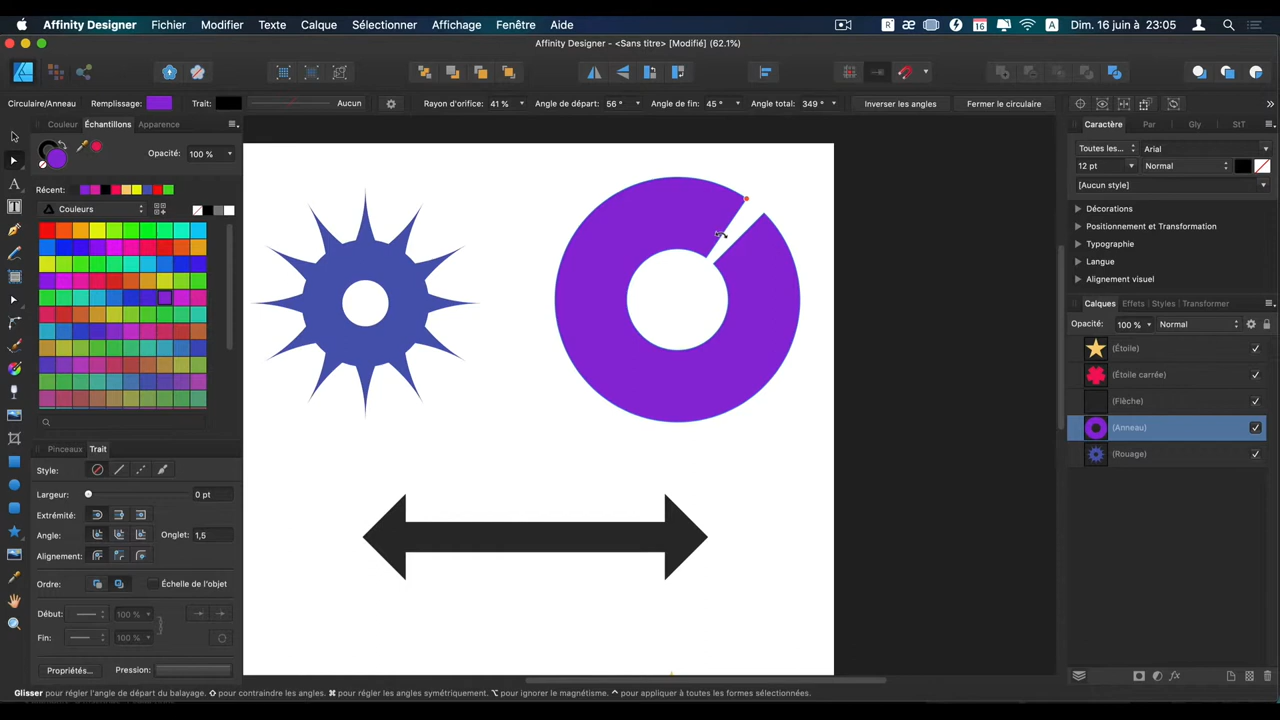 Affinity Designer Fichier Modifier Texte Calque Sélectionner Affichage Fenêtre Aide R æ 16 A Dim. 16 juin à 23:05
Affinity Designer - <Sans titre> [Modifié] (62.1%)
Circulaire/Anneau Remplissage: Trait: Aucun Rayon d'orifice: 41 % Angle de départ: 56 ° Angle de fin: 45 ° Angle total: 349 ° Inverser les angles Fermer le circulaire
Couleur Échantillons Apparence
Opacité: 100 %
Récent:
Couleurs
Pinceaux Trait
Style:
Largeur: 0 pt
Extrémité:
Angle: Onglet: 1,5
Alignement:
Ordre: Échelle de l'objet
Début: 100 %
Fin: 100 %
Propriétés... Pression:
Caractère Par Gly StT
Toutes les... Arial
12 pt Normal
[Aucun style]
Décorations
Positionnement et Transformation
Typographie
Langue
Alignement visuel
Calques Effets Styles Transformer
Opacité: 100 % Normal
(Étoile)
(Étoile carrée)
(Flèche)
(Anneau)
(Rouage)
Glisser pour régler l'angle de départ du balayage. ⇧ pour contraindre les angles. ⌘ pour régler les angles symétriquement. ⌥ pour ignorer le magnétisme. ^ pour appliquer à toutes les formes sélectionnées.